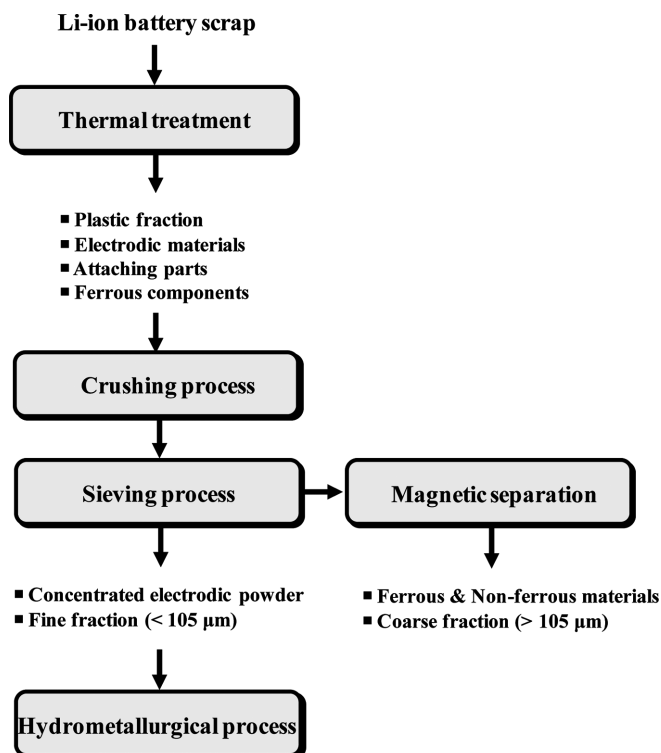 Li-ion battery scrap
Thermal treatment
▪ Plastic fraction
▪ Electrodic materials
▪ Attaching parts
▪ Ferrous components
Crushing process
Sieving process
Magnetic separation
▪ Concentrated electrodic powder
▪ Fine fraction (< 105 μm)
▪ Ferrous & Non-ferrous materials
▪ Coarse fraction (> 105 μm)
Hydrometallurgical process